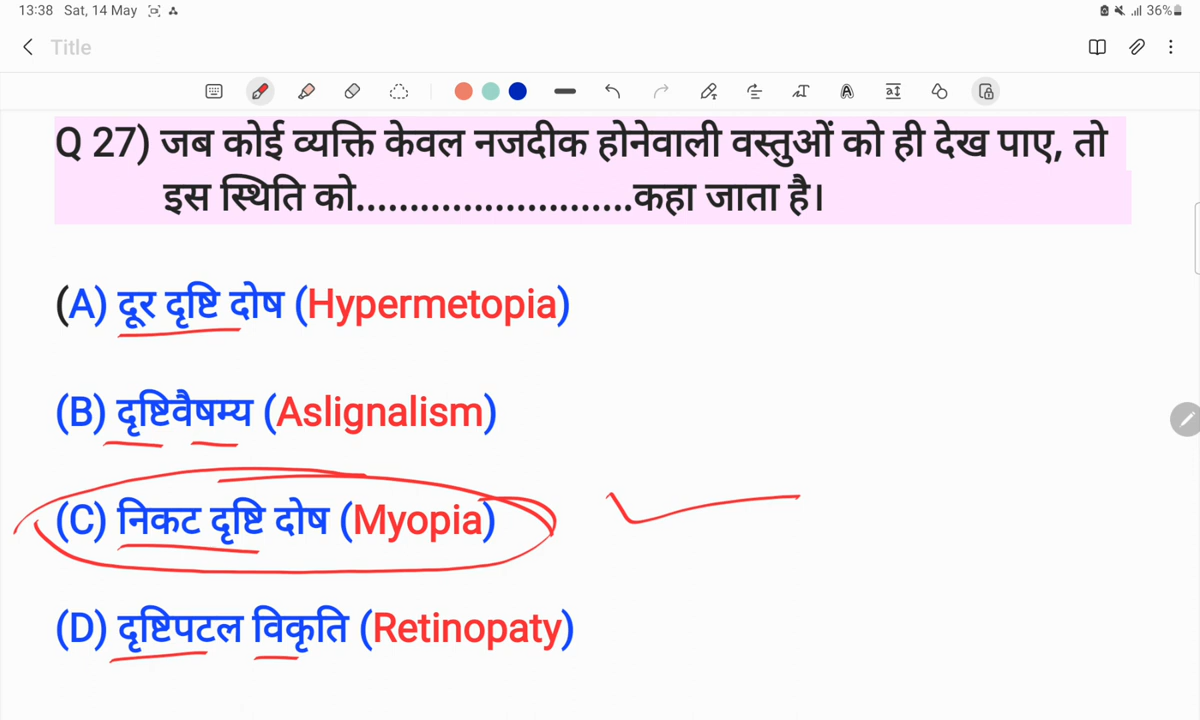 13:38 Sat, 14 May 36%
Title
Q 27) जब कोई व्यक्ति केवल नजदीक होनेवाली वस्तुओं को ही देख पाए, तो
इस स्थिति को..........................कहा जाता है।
(A) दूर दृष्टि दोष (Hypermetopia)
(B) दृष्टिवैषम्य (Aslignalism)
(C) निकट दृष्टि दोष (Myopia)
(D) दृष्टिपटल विकृति (Retinopaty)